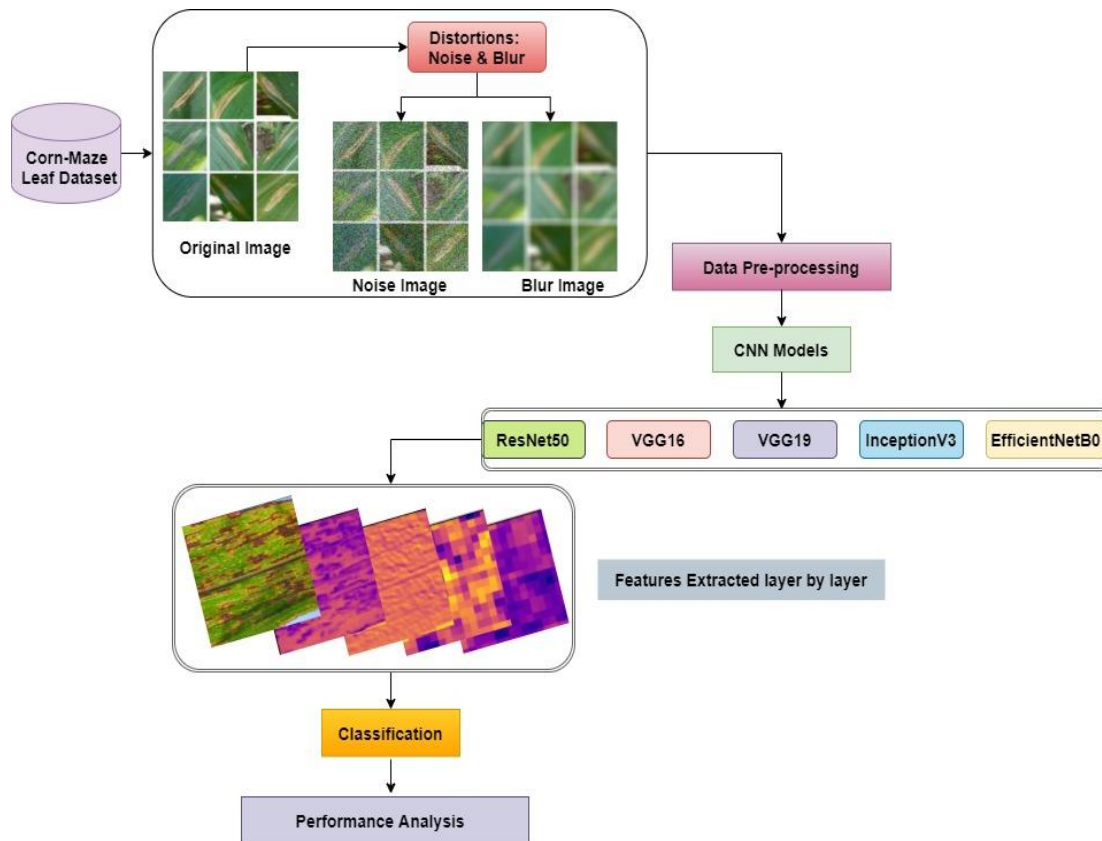 Distortions:
Noise & Blur
Corn-Maze
Leaf Dataset
Original Image
Noise Image
Blur Image
Data Pre-processing
CNN Models
ResNet50
VGG16
VGG19
InceptionV3
EfficientNetB0
Features Extracted layer by layer
Classification
Performance Analysis